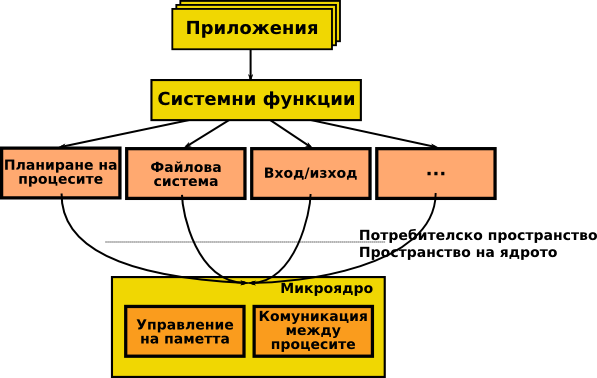 Приложения
Системни функции
Планиране на
процесите
Файлова
система
Вход/изход
...
Потребителско пространство
Пространство на ядрото
Микроядро
Управление
на паметта
Комуникация
между
процесите